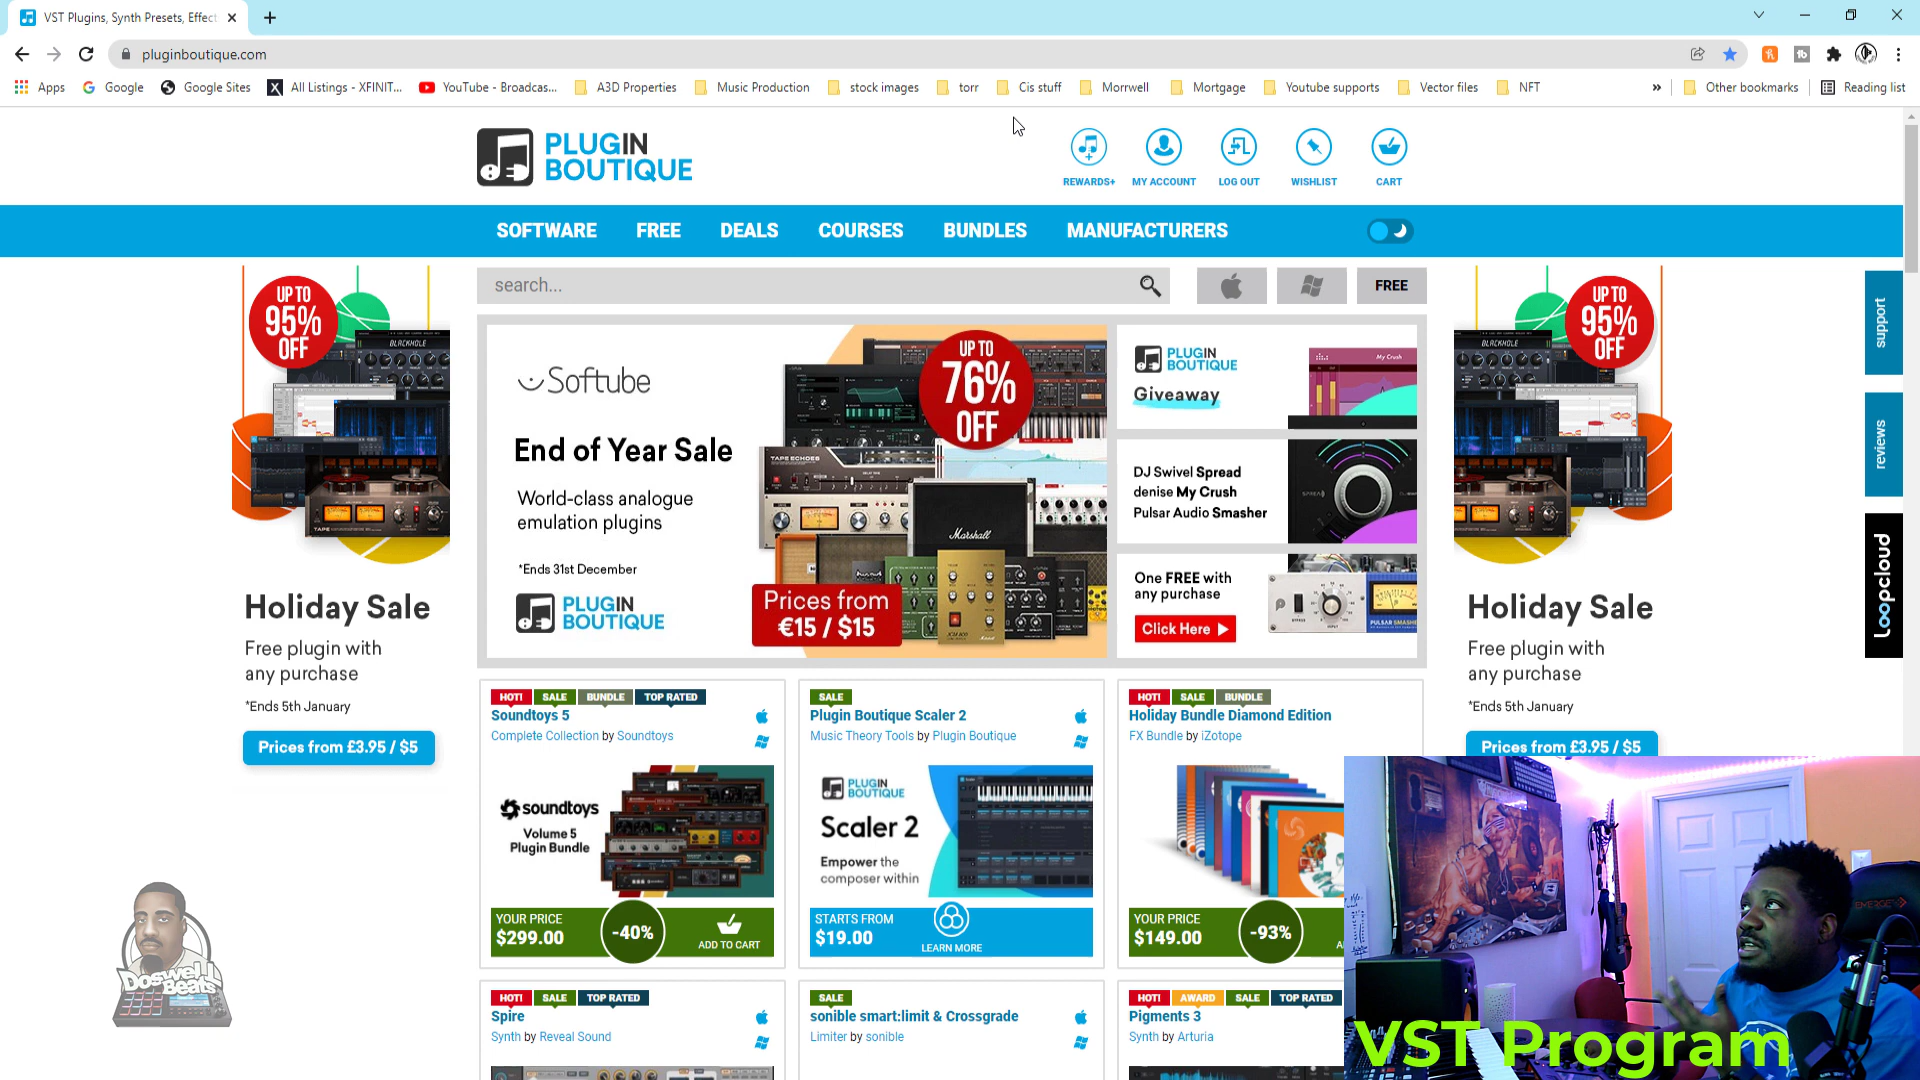 VST Plugins, Synth Presets, Effect
pluginboutique.com
Apps
Google
Google Sites
All Listings - XFINIT...
YouTube - Broadcas...
A3D Properties
Music Production
stock images
torr
Cis stuff
Morrwell
Mortgage
Youtube supports
Vector files
NFT
Other bookmarks
Reading list
PLUGIN
BOUTIQUE
REWARDS+
MY ACCOUNT
LOG OUT
WISHLIST
CART
SOFTWARE
FREE
DEALS
COURSES
BUNDLES
MANUFACTURERS
search...
FREE
UP TO
95%
OFF
BLACKHOLE
TAPE
Holiday Sale
Free plugin with
any purchase
*Ends 5th January
Prices from £3.95 / $5
Softube
End of Year Sale
World-class analogue
emulation plugins
*Ends 31st December
PLUGIN
BOUTIQUE
UP TO
76%
OFF
TAPE ECHOES
Marshall
Prices from
€15 / $15
PLUGIN
BOUTIQUE
Giveaway
My Crush
DJ Swivel Spread
denise My Crush
Pulsar Audio Smasher
One FREE with
any purchase
Click Here
PULSAR SMASHER
UP TO
95%
OFF
BLACKHOLE
Holiday Sale
Free plugin with
any purchase
*Ends 5th January
Prices from £3.95 / $5
support
reviews
Loopcloud
HOT! SALE BUNDLE TOP RATED
Soundtoys 5
Complete Collection by Soundtoys
soundtoys
Volume 5
Plugin Bundle
YOUR PRICE
$299.00
-40%
ADD TO CART
SALE
Plugin Boutique Scaler 2
Music Theory Tools by Plugin Boutique
PLUGIN
BOUTIQUE
Scaler 2
Empower the
composer within
STARTS FROM
$19.00
LEARN MORE
HOT! SALE BUNDLE
Holiday Bundle Diamond Edition
FX Bundle by iZotope
YOUR PRICE
$149.00
-93%
HOT! SALE TOP RATED
Spire
Synth by Reveal Sound
SALE
sonible smart:limit & Crossgrade
Limiter by sonible
HOT! AWARD SALE TOP RATED
Pigments 3
Synth by Arturia
Doswell
Beats
VST Program